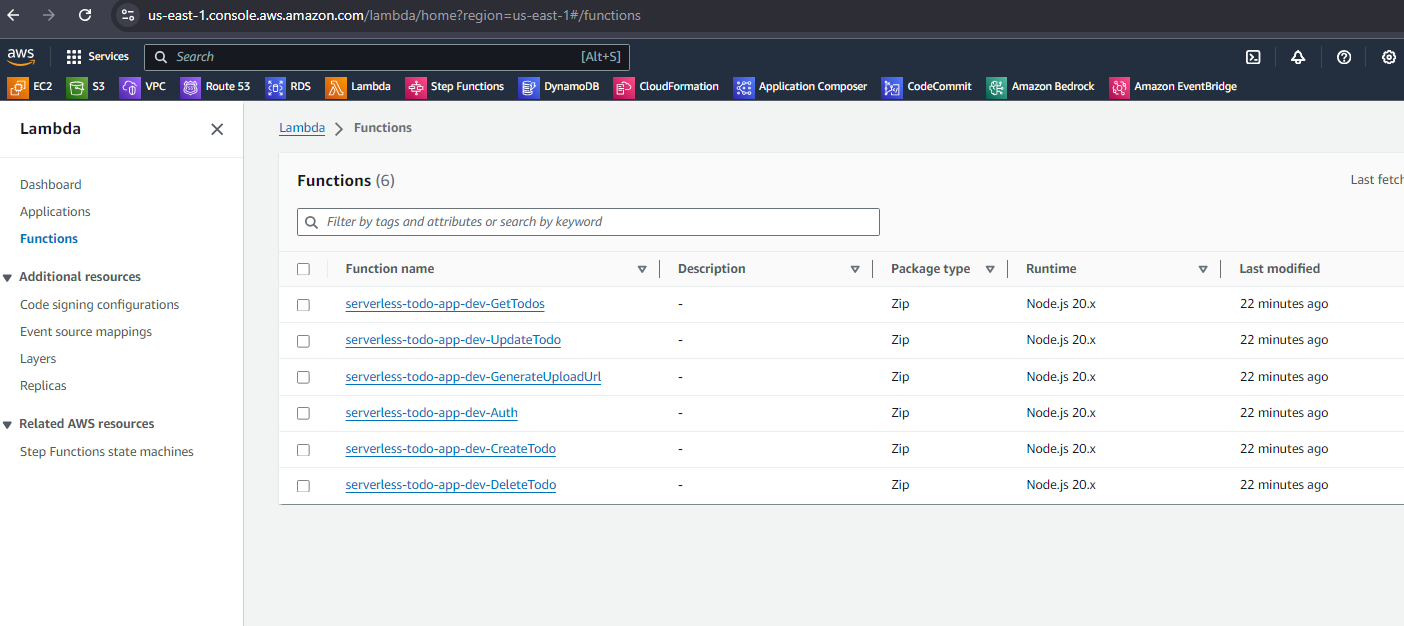 us-east-1.console.aws.amazon.com/lambda/home?region=us-east-1#/functions
aws Services Search [Alt+S]
EC2 S3 VPC Route 53 RDS Lambda Step Functions DynamoDB CloudFormation Application Composer CodeCommit Amazon Bedrock Amazon EventBridge
Lambda
Dashboard
Applications
Functions
Additional resources
Code signing configurations
Event source mappings
Layers
Replicas
Related AWS resources
Step Functions state machines
Lambda Functions
Functions (6) Last fetch
Filter by tags and attributes or search by keyword
Function name Description Package type Runtime Last modified
serverless-todo-app-dev-GetTodos - Zip Node.js 20.x 22 minutes ago
serverless-todo-app-dev-UpdateTodo - Zip Node.js 20.x 22 minutes ago
serverless-todo-app-dev-GenerateUploadUrl - Zip Node.js 20.x 22 minutes ago
serverless-todo-app-dev-Auth - Zip Node.js 20.x 22 minutes ago
serverless-todo-app-dev-CreateTodo - Zip Node.js 20.x 22 minutes ago
serverless-todo-app-dev-DeleteTodo - Zip Node.js 20.x 22 minutes ago